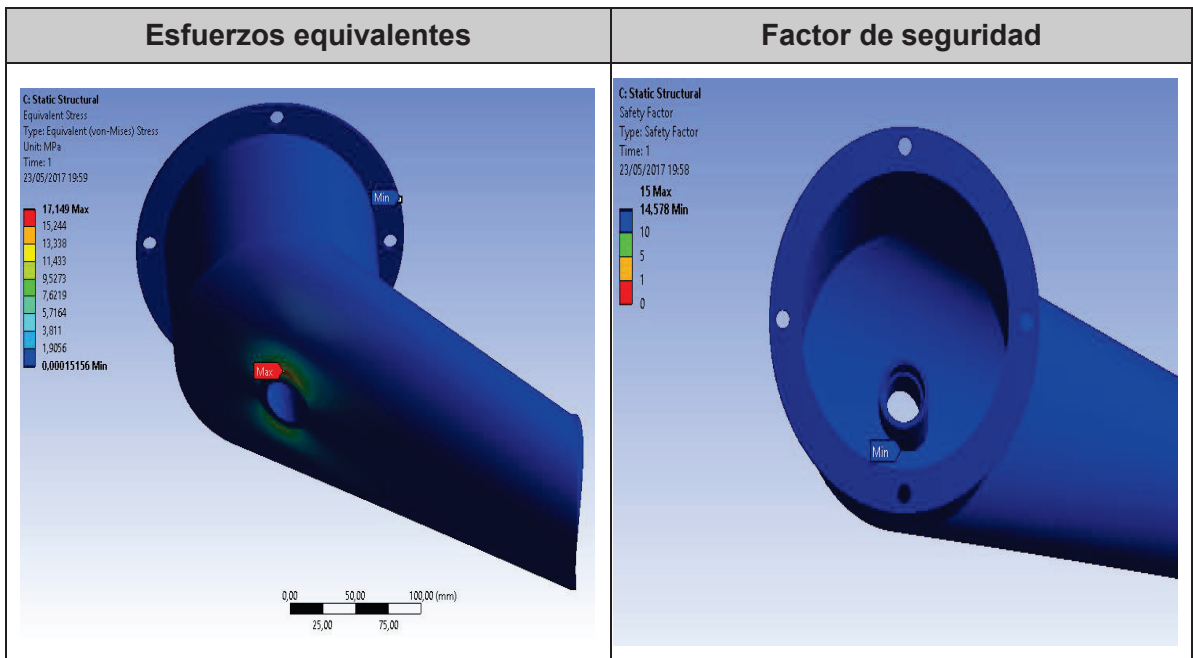 Esfuerzos equivalentes
Factor de seguridad
C: Static Structural
Equivalent Stress
Type: Equivalent (von-Mises) Stress
Unit: MPa
Time: 1
23/05/2017 19:59
17,149 Max
15,244
13,338
11,433
9,5273
7,6219
5,7164
3,811
1,9056
0,00015156 Min
Min
Max
0,00 50,00 100,00 (mm)
25,00 75,00
C: Static Structural
Safety Factor
Type: Safety Factor
Time: 1
23/05/2017 19:58
15 Max
14,578 Min
10
5
1
0
Min